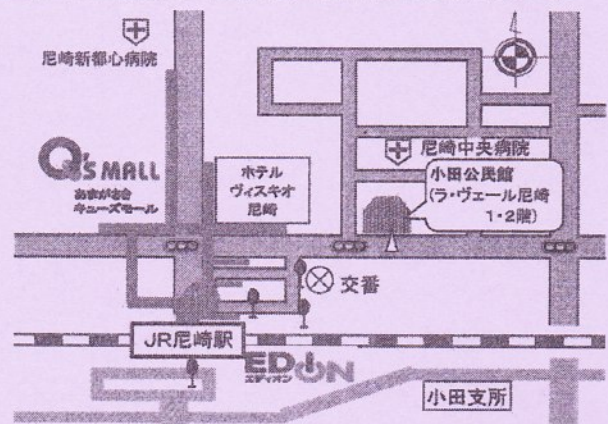 尼崎新都心病院
Q's MALL
あまがさき
キューズモール
ホテル
ヴィスキオ
尼崎
尼崎中央病院
小田公民館
(ラ・ヴェール尼崎
1・2階)
交番
JR尼崎駅
EDION
エディオン
小田支所